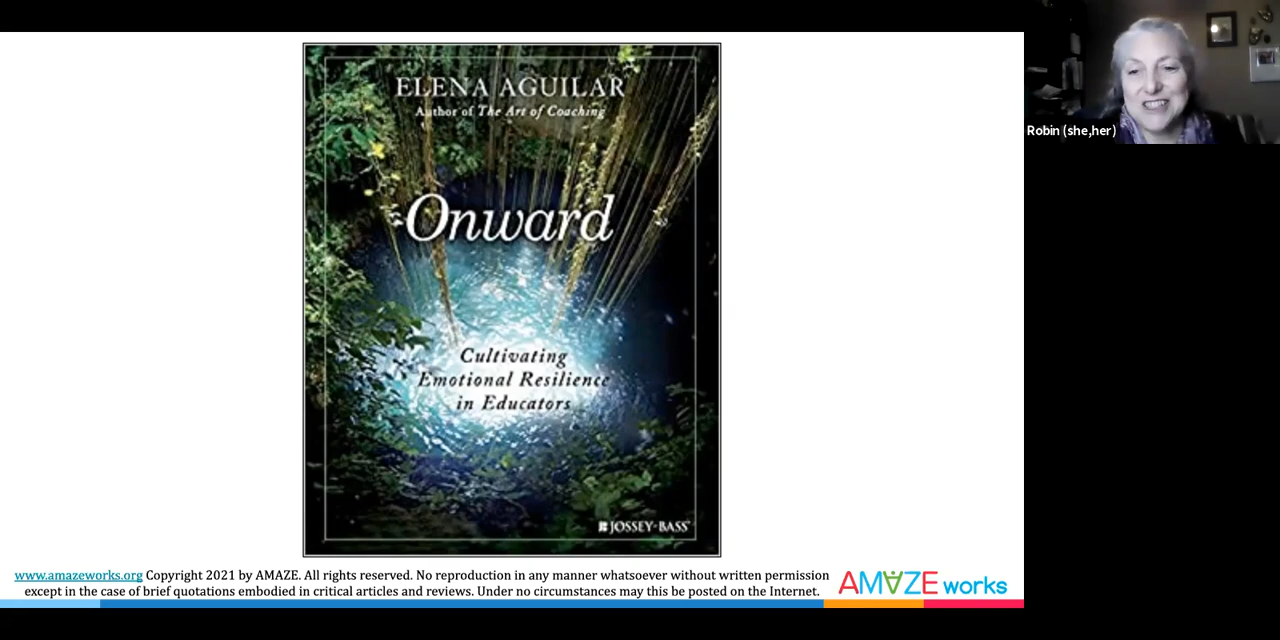 ELENA AGUILAR
Author of The Art of Coaching
Onward
Cultivating
Emotional Resilience
in Educators
JOSSEY-BASS
Robin (she,her)
www.amazeworks.org Copyright 2021 by AMAZE. All rights reserved. No reproduction in any manner whatsoever without written permission
except in the case of brief quotations embodied in critical articles and reviews. Under no circumstances may this be posted on the Internet.
AMAZE works